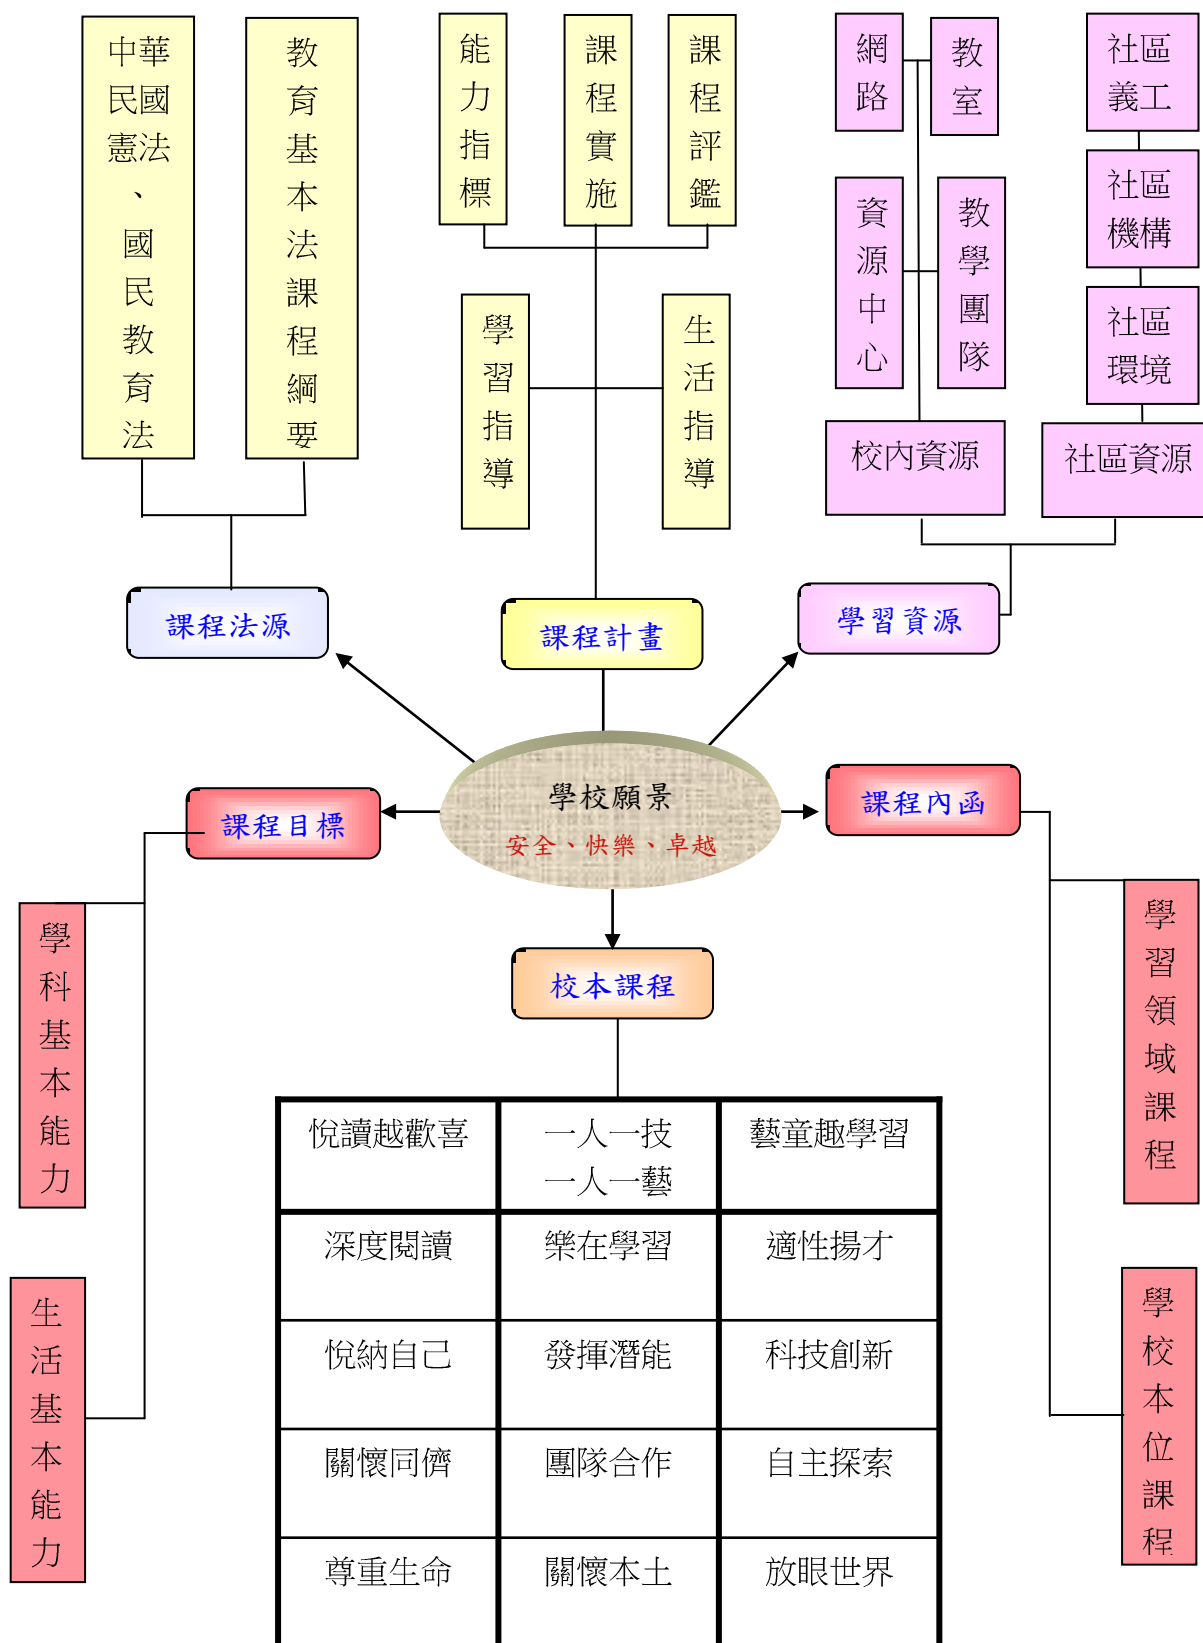 中華
民國
憲法
、
國
民
教
育
法
教育基本法課程綱要
能力指標
課程實施
課程評鑑
網路
教室
社區
義工
資源中心
教學團隊
社區
機構
社區
環境
學習指導
生活指導
校內資源
社區資源
課程法源
課程計畫
學習資源
學校願景
安全、快樂、卓越
課程目標
課程內函
學科基本能力
生活基本能力
校本課程
學習領域課程
學校本位課程
悅讀越歡喜
一人一技
一人一藝
藝童趣學習
深度閱讀
樂在學習
適性揚才
悅納自己
發揮潛能
科技創新
關懷同儕
團隊合作
自主探索
尊重生命
關懷本土
放眼世界